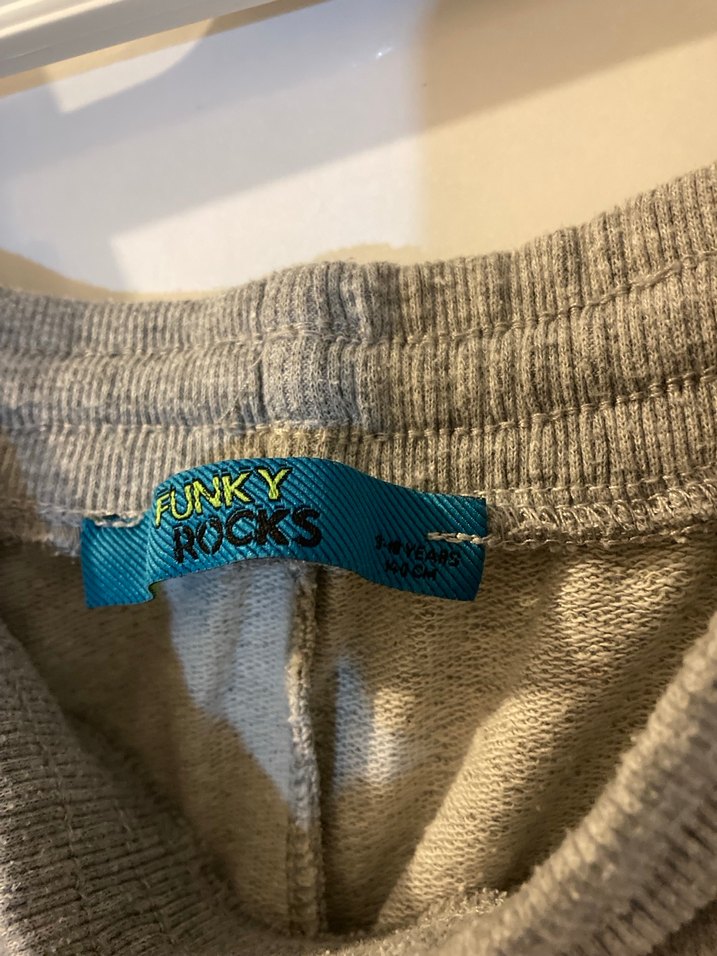 FUNKY
ROCKS
9-10 YEARS
140 CM